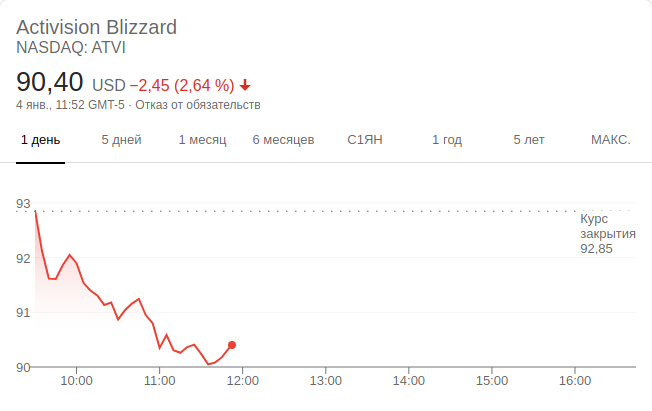 Activision Blizzard
NASDAQ: ATVI
90,40 USD −2,45 (2,64 %) ↓
4 янв., 11:52 GMT-5 · Отказ от обязательств
1 день 5 дней 1 месяц 6 месяцев С1ЯН 1 год 5 лет МАКС.
93
Курс
закрытия
92,85
92
91
90
10:00 11:00 12:00 13:00 14:00 15:00 16:00